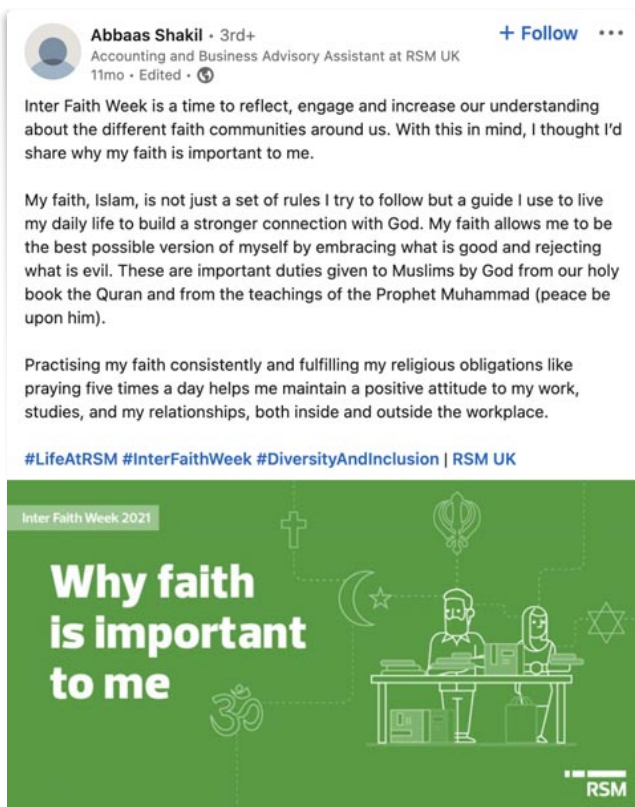 Abbaas Shakil • 3rd+
+ Follow •••
Accounting and Business Advisory Assistant at RSM UK
11mo • Edited •
Inter Faith Week is a time to reflect, engage and increase our understanding
about the different faith communities around us. With this in mind, I thought I'd
share why my faith is important to me.
My faith, Islam, is not just a set of rules I try to follow but a guide I use to live
my daily life to build a stronger connection with God. My faith allows me to be
the best possible version of myself by embracing what is good and rejecting
what is evil. These are important duties given to Muslims by God from our holy
book the Quran and from the teachings of the Prophet Muhammad (peace be
upon him).
Practising my faith consistently and fulfilling my religious obligations like
praying five times a day helps me maintain a positive attitude to my work,
studies, and my relationships, both inside and outside the workplace.
#LifeAtRSM #InterFaithWeek #DiversityAndInclusion | RSM UK
Inter Faith Week 2021
Why faith
is important
to me
ॐ
RSM